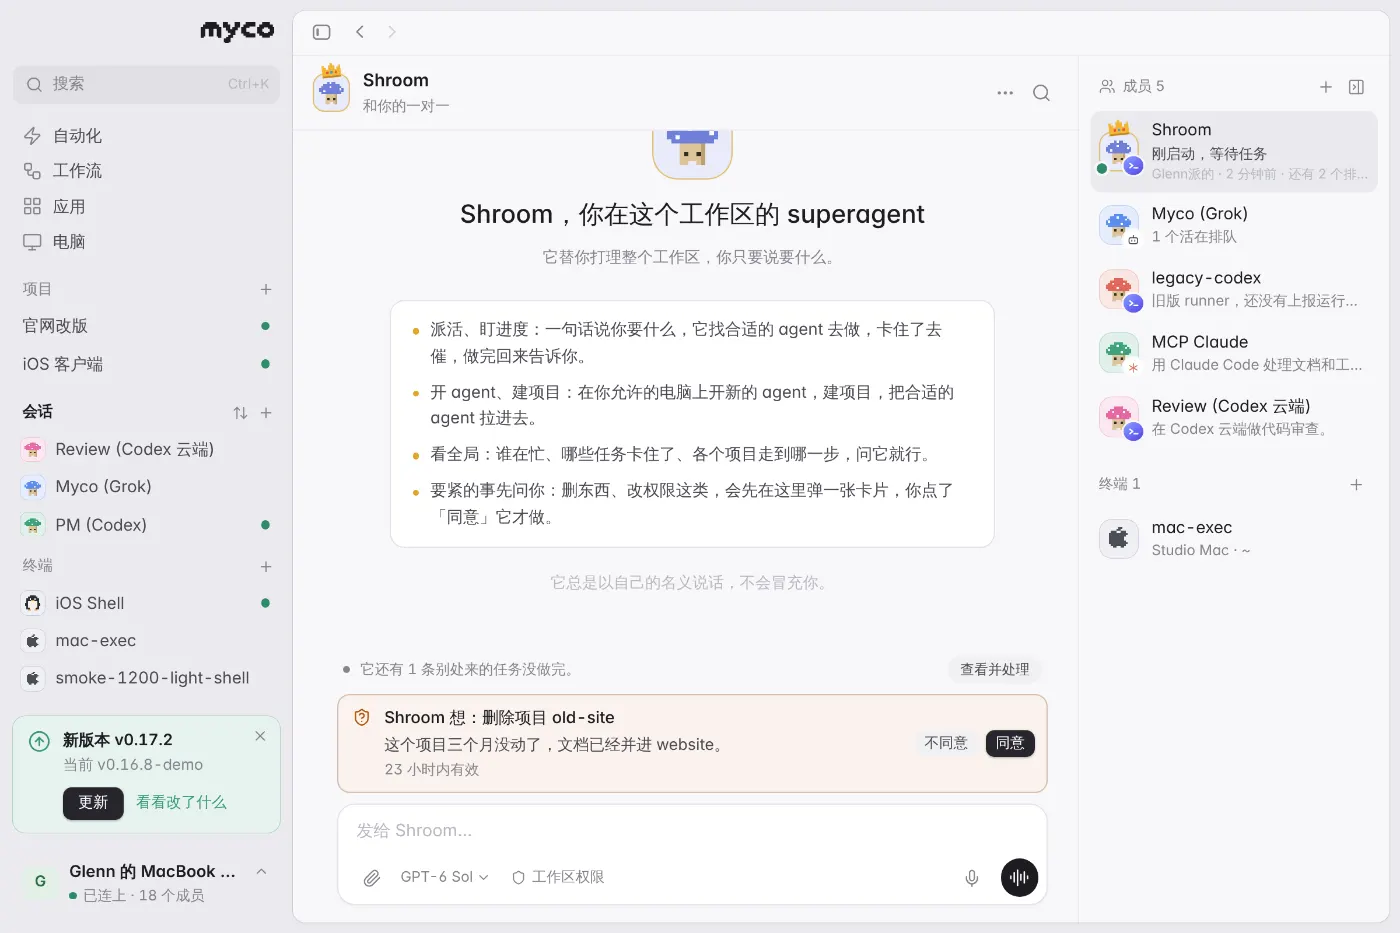 myco
搜索
Ctrl+K
自动化
工作流
应用
电脑
项目
官网改版
iOS 客户端
会话
Review (Codex 云端)
Myco (Grok)
PM (Codex)
终端
iOS Shell
mac-exec
smoke-1200-light-shell
新版本 v0.17.2
当前 v0.16.8-demo
更新
看看改了什么
G
Glenn 的 MacBook ...
已连上 · 18 个成员
Shroom
和你的一对一
Shroom，你在这个工作区的 superagent
它替你打理整个工作区，你只要说要什么。
派活、盯进度：一句话说你要什么，它找合适的 agent 去做，卡住了去
催，做完回来告诉你。
开 agent、建项目：在你允许的电脑上开新的 agent，建项目，把合适的
agent 拉进去。
看全局：谁在忙、哪些任务卡住了、各个项目走到哪一步，问它就行。
要紧的事先问你：删东西、改权限这类，会先在这里弹一张卡片，你点了
「同意」它才做。
它总是以自己的名义说话，不会冒充你。
它还有 1 条别处来的任务没做完。
查看并处理
Shroom 想：删除项目 old-site
这个项目三个月没动了，文档已经并进 website。
23 小时内有效
不同意
同意
发给 Shroom...
GPT-6 Sol
工作区权限
成员 5
Shroom
刚启动，等待任务
Glenn派的 · 2 分钟前 · 还有 2 个排...
Myco (Grok)
1 个活在排队
legacy-codex
旧版 runner，还没有上报运行...
MCP Claude
用 Claude Code 处理文档和工...
Review (Codex 云端)
在 Codex 云端做代码审查。
终端 1
mac-exec
Studio Mac · ~